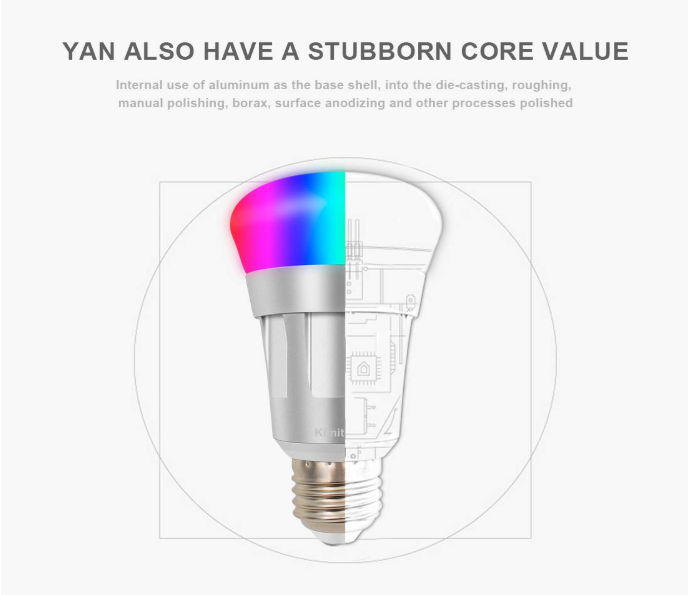 YAN ALSO HAVE A STUBBORN CORE VALUE
Internal use of aluminum as the base shell, into the die-casting, roughing,
manual polishing, borax, surface anodizing and other processes polished